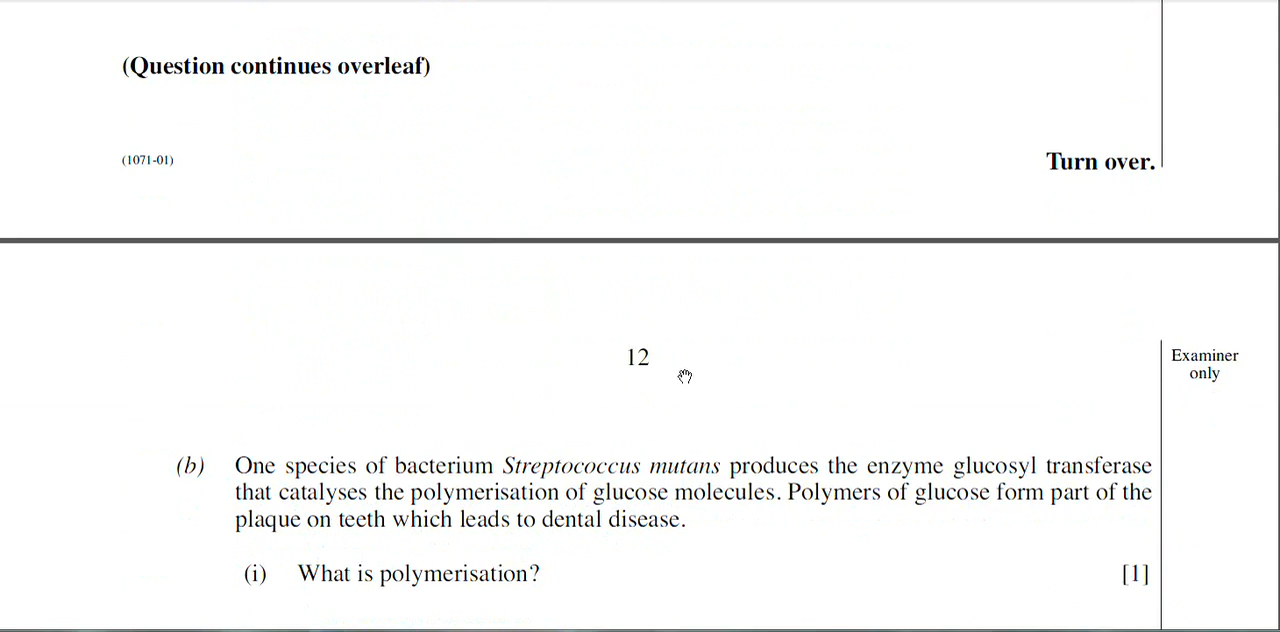 (Question continues overleaf)
(1071-01)
Turn over.
12
Examiner
only
(b) One species of bacterium Streptococcus mutans produces the enzyme glucosyl transferase
that catalyses the polymerisation of glucose molecules. Polymers of glucose form part of the
plaque on teeth which leads to dental disease.
(i) What is polymerisation? [1]